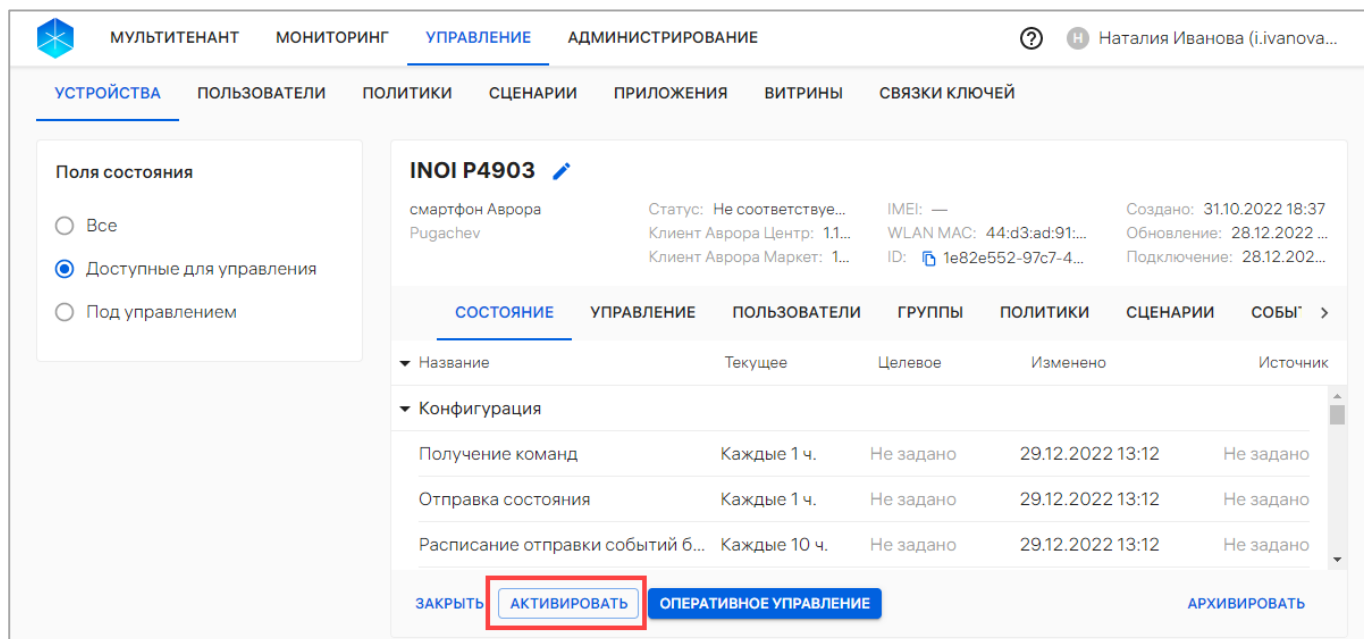 МУЛЬТИТЕНАНТ МОНИТОРИНГ УПРАВЛЕНИЕ АДМИНИСТРИРОВАНИЕ Н Наталия Иванова (i.ivanova...
УСТРОЙСТВА ПОЛЬЗОВАТЕЛИ ПОЛИТИКИ СЦЕНАРИИ ПРИЛОЖЕНИЯ ВИТРИНЫ СВЯЗКИ КЛЮЧЕЙ
Поля состояния
Все
Доступные для управления
Под управлением
INOI P4903
смартфон Аврора
Pugachev
Статус: Не соответствуе...
Клиент Аврора Центр: 1.1...
Клиент Аврора Маркет: 1...
IMEI: —
WLAN MAC: 44:d3:ad:91:...
ID: 1e82e552-97c7-4...
Создано: 31.10.2022 18:37
Обновление: 28.12.2022 ...
Подключение: 28.12.202...
СОСТОЯНИЕ УПРАВЛЕНИЕ ПОЛЬЗОВАТЕЛИ ГРУППЫ ПОЛИТИКИ СЦЕНАРИИ СОБЫТ
Название Текущее Целевое Изменено Источник
Конфигурация
Получение команд Каждые 1 ч. Не задано 29.12.2022 13:12 Не задано
Отправка состояния Каждые 1 ч. Не задано 29.12.2022 13:12 Не задано
Расписание отправки событий б... Каждые 10 ч. Не задано 29.12.2022 13:12 Не задано
ЗАКРЫТЬ АКТИВИРОВАТЬ ОПЕРАТИВНОЕ УПРАВЛЕНИЕ АРХИВИРОВАТЬ